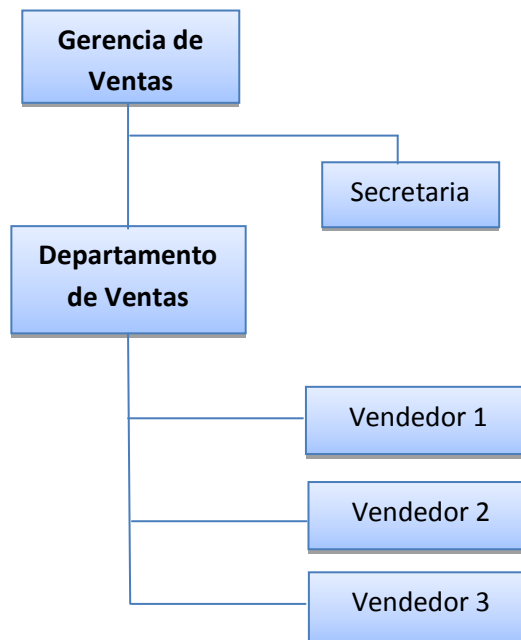 Gerencia de
Ventas
Secretaria
Departamento
de Ventas
Vendedor 1
Vendedor 2
Vendedor 3